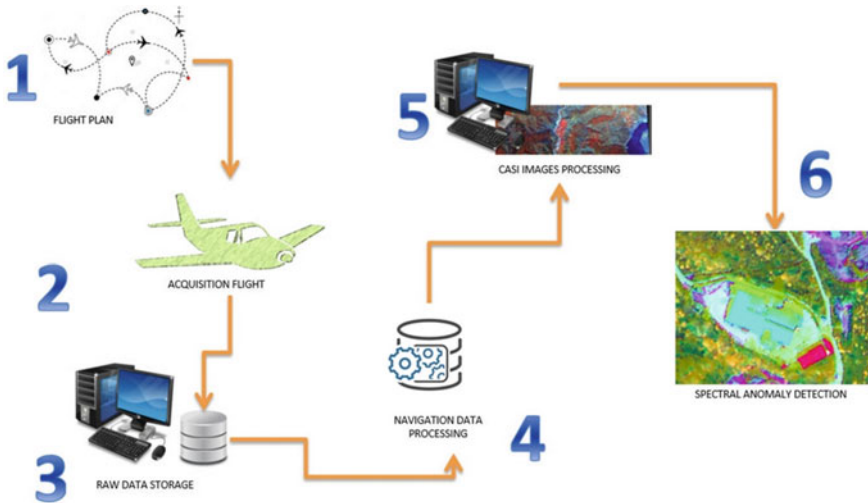 1
FLIGHT PLAN
2
ACQUISITION FLIGHT
3
RAW DATA STORAGE
NAVIGATION DATA
PROCESSING
4
5
CASI IMAGES PROCESSING
6
SPECTRAL ANOMALY DETECTION